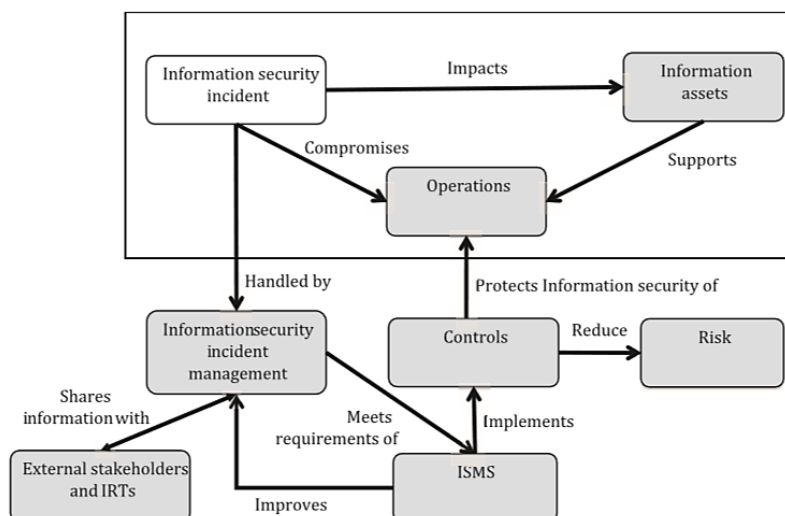 Information security
incident
Impacts
Information
assets
Compromises
Supports
Operations
Handled by
Protects Information security of
Informationsecurity
incident
management
Controls
Reduce
Risk
Shares
information with
Meets
requirements of
Implements
External stakeholders
and IRTs
Improves
ISMS